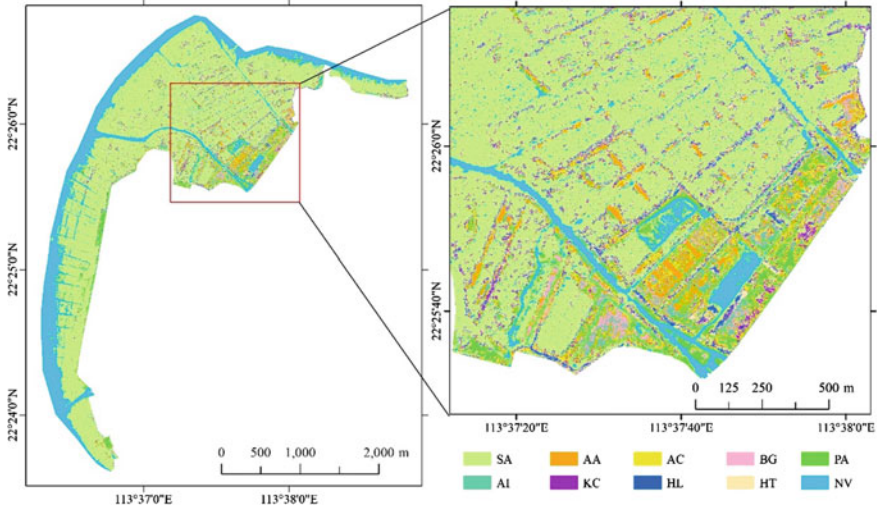 22°26'0"N
22°25'0"N
22°24'0"N
0 500 1,000 2,000 m
113°37'0"E 113°38'0"E
22°26'0"N
22°25'40"N
0 125 250 500 m
113°37'20"E 113°37'40"E 113°38'0"E
SA AA AC BG PA
AI KC HL HT NV